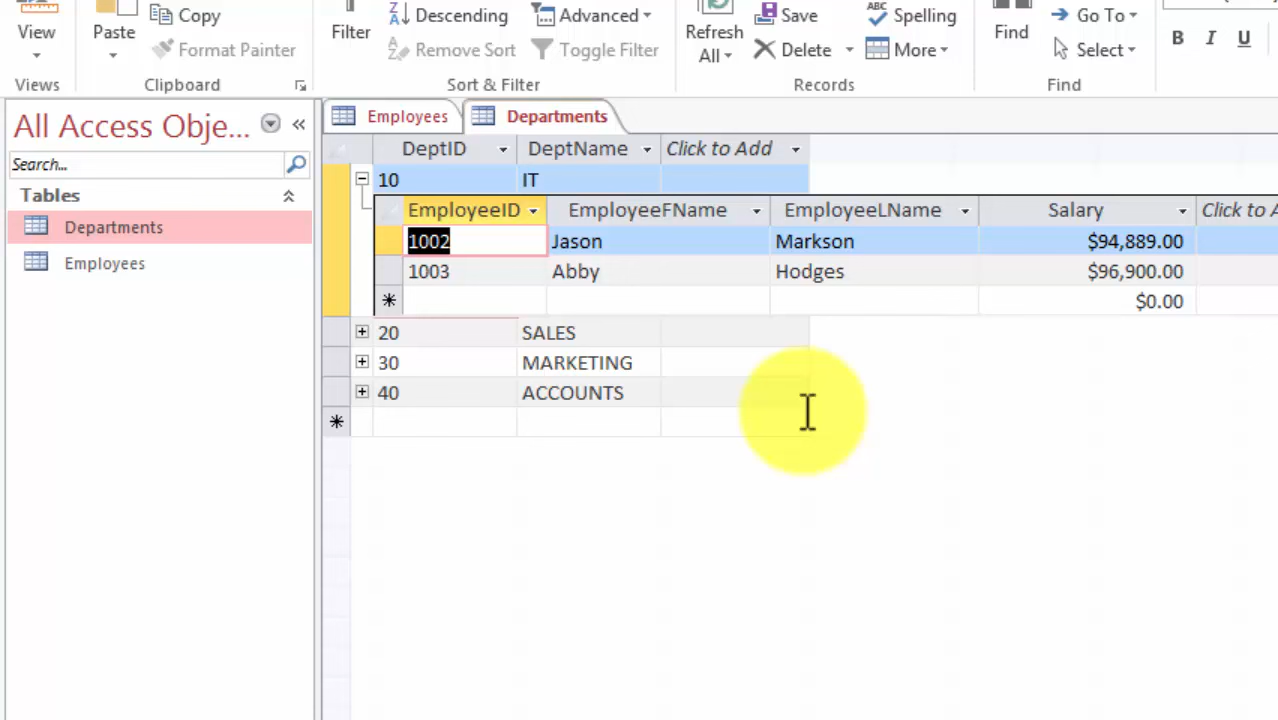 Copy
Descending
Advanced
Save
ABC
Spelling
Go To
View
Paste
Format Painter
Filter
Remove Sort
Toggle Filter
Refresh
All
Delete
More
Find
Select
B I U
Views
Clipboard
Sort & Filter
Records
Find
All Access Obje...
Employees
Departments
Search...
DeptID
DeptName
Click to Add
Tables
10
IT
Departments
EmployeeID
EmployeeFName
EmployeeLName
Salary
Click to A
1002
Jason
Markson
$94,889.00
Employees
1003
Abby
Hodges
$96,900.00
$0.00
20
SALES
30
MARKETING
40
ACCOUNTS